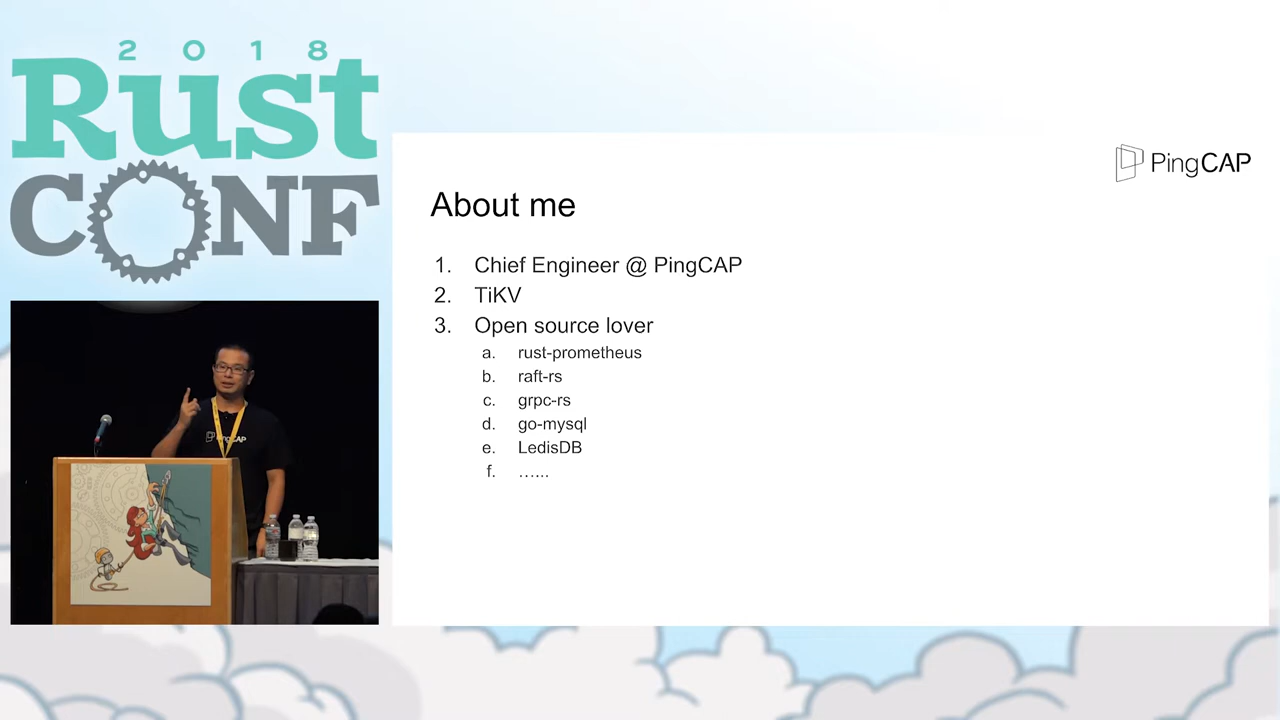 2018
Rust
CONF
PingCAP
About me
1. Chief Engineer @ PingCAP
2. TiKV
3. Open source lover
a. rust-prometheus
b. raft-rs
c. grpc-rs
d. go-mysql
e. LedisDB
f. …...
PingCAP